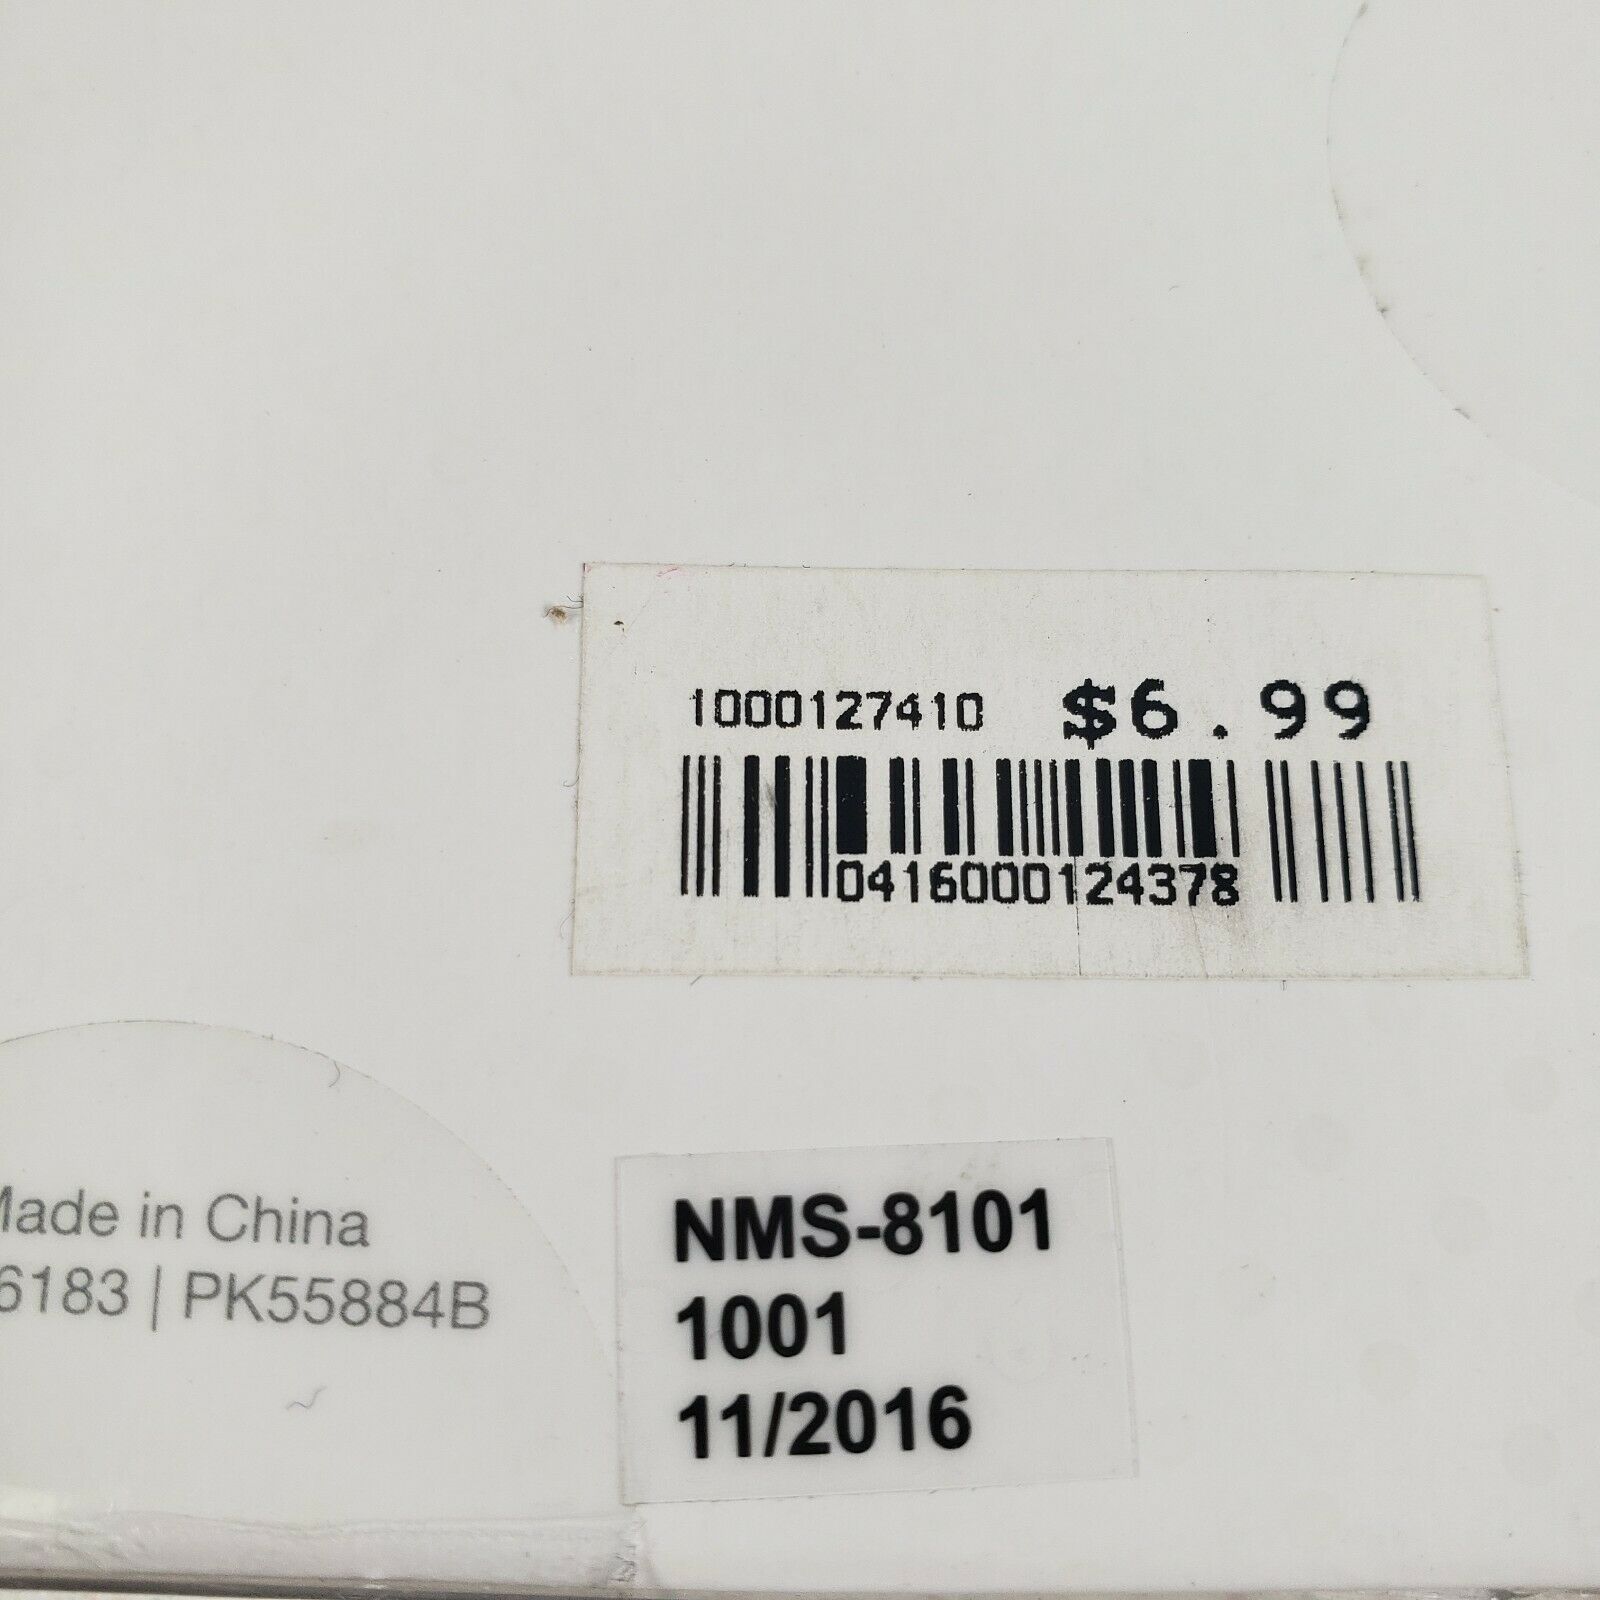 1000127410 $6.99
0416000124378
Made in China
6183 | PK55884B
NMS-8101
1001
11/2016